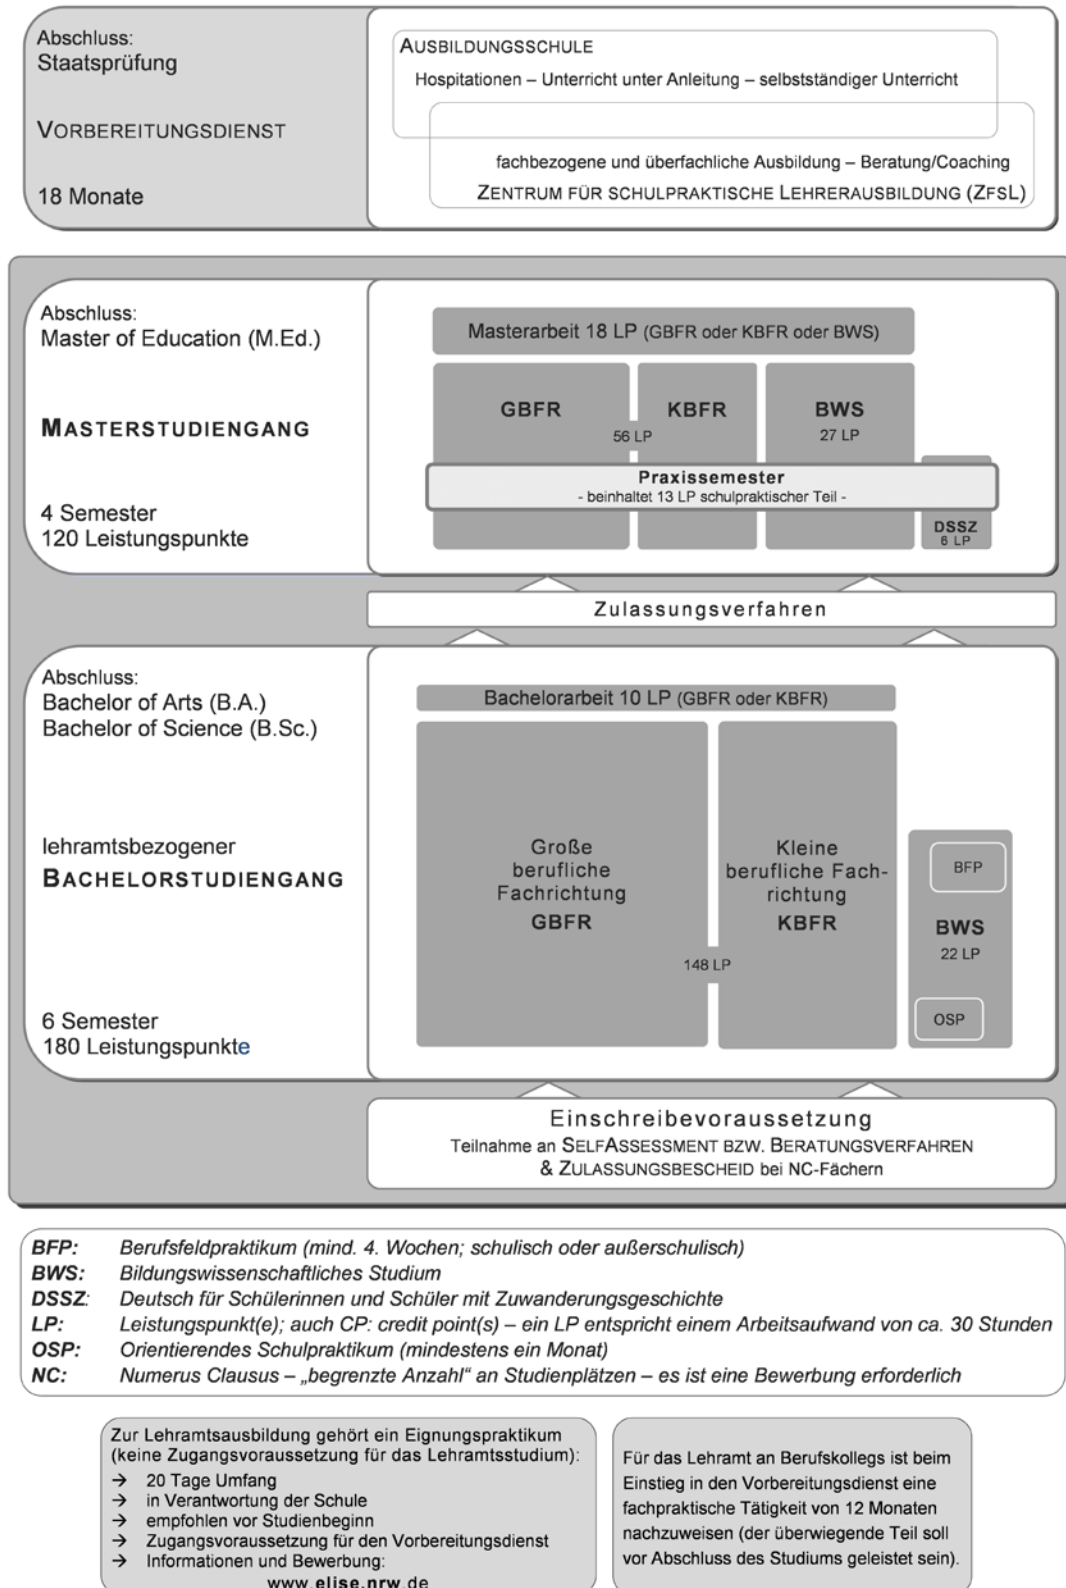 Abschluss:
Staatsprüfung
VORBEREITUNGSDIENST
18 Monate
AUSBILDUNGSSCHULE
Hospitationen – Unterricht unter Anleitung – selbstständiger Unterricht
fachbezogene und überfachliche Ausbildung – Beratung/Coaching
ZENTRUM FÜR SCHULPRAKTISCHE LEHRERAUSBILDUNG (ZFSL)
Abschluss:
Master of Education (M.Ed.)
MASTERSTUDIENGANG
4 Semester
120 Leistungspunkte
Masterarbeit 18 LP (GBFR oder KBFR oder BWS)
GBFR
KBFR
56 LP
BWS
27 LP
Praxissemester
- beinhaltet 13 LP schulpraktischer Teil -
DSSZ
6 LP
Zulassungsverfahren
Abschluss:
Bachelor of Arts (B.A.)
Bachelor of Science (B.Sc.)
lehramtsbezogener
BACHELORSTUDIENGANG
6 Semester
180 Leistungspunkte
Bachelorarbeit 10 LP (GBFR oder KBFR)
Große
berufliche
Fachrichtung
GBFR
Kleine
berufliche Fach-
richtung
KBFR
148 LP
BFP
BWS
22 LP
OSP
Einschreibevoraussetzung
Teilnahme an SELFASSESSMENT BZW. BERATUNGSVERFAHREN
& ZULASSUNGSBESCHEID bei NC-Fächern
BFP: Berufsfeldpraktikum (mind. 4. Wochen; schulisch oder außerschulisch)
BWS: Bildungswissenschaftliches Studium
DSSZ: Deutsch für Schülerinnen und Schüler mit Zuwanderungsgeschichte
LP: Leistungspunkt(e); auch CP: credit point(s) – ein LP entspricht einem Arbeitsaufwand von ca. 30 Stunden
OSP: Orientierendes Schulpraktikum (mindestens ein Monat)
NC: Numerus Clausus – „begrenzte Anzahl“ an Studienplätzen – es ist eine Bewerbung erforderlich
Zur Lehramtsausbildung gehört ein Eignungspraktikum
(keine Zugangsvoraussetzung für das Lehramtsstudium):
→ 20 Tage Umfang
→ in Verantwortung der Schule
→ empfohlen vor Studienbeginn
→ Zugangsvoraussetzung für den Vorbereitungsdienst
→ Informationen und Bewerbung:
www.elise.nrw.de
Für das Lehramt an Berufskollegs ist beim
Einstieg in den Vorbereitungsdienst eine
fachpraktische Tätigkeit von 12 Monaten
nachzuweisen (der überwiegende Teil soll
vor Abschluss des Studiums geleistet sein).